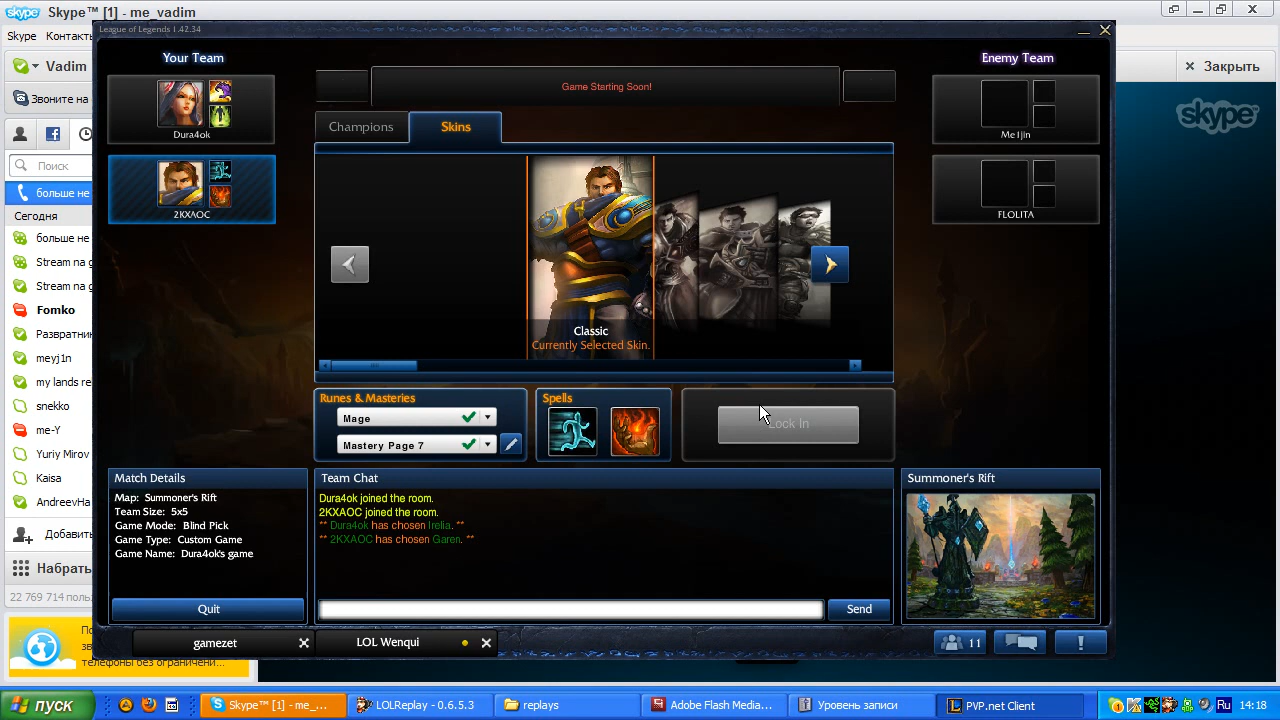 Skype™ [1] - me_vadim
Skype
Контакть
League of Legends 1.42.34
Vadim
Закрыть
Звоните на
Поиск
больше не
Сегодня
больше не
Stream на g
Stream на g
Fomko
Развратник
meyj1n
my lands re
snekko
me-Y
Yuriy Mirov
Kaisa
AndreevHa
Добавить
Набрать
22 769 714 польз
skype
Your Team
Dura4ok
2KXAOC
Game Starting Soon!
Champions
Skins
Classic
Currently Selected Skin.
Enemy Team
Me1jin
FLOLITA
Runes & Masteries
Mage
Mastery Page 7
Spells
Lock In
Match Details
Map: Summoner's Rift
Team Size: 5x5
Game Mode: Blind Pick
Game Type: Custom Game
Game Name: Dura4ok's game
Quit
Team Chat
Dura4ok joined the room.
2KXAOC joined the room.
** Dura4ok has chosen Irelia. **
** 2KXAOC has chosen Garen. **
Send
Summoner's Rift
gamezet
LOL Wenqui
11
телефоны без ограничени...
пуск
Skype™ [1] - me_...
LOLReplay - 0.6.5.3
replays
Adobe Flash Media...
Уровень записи
PVP.net Client
Ru
14:18